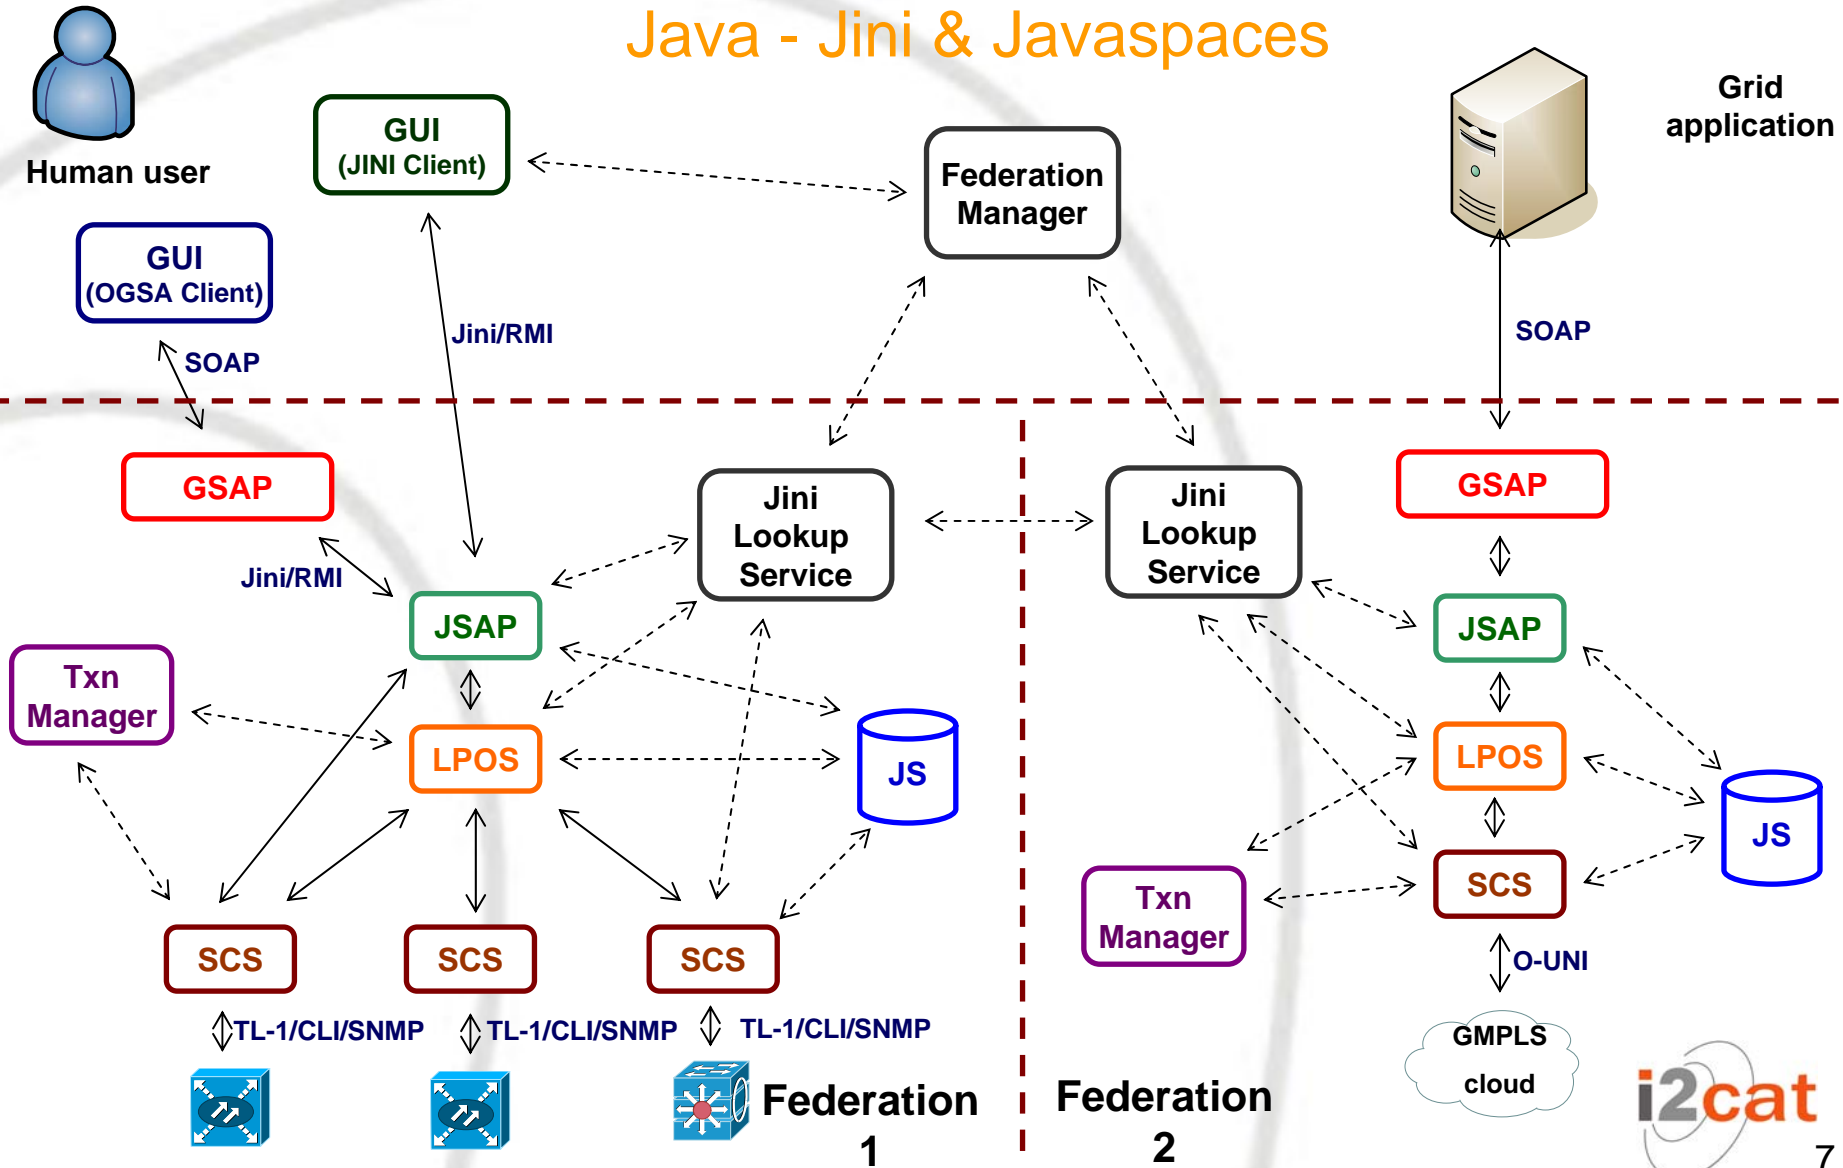 Java - Jini & Javaspaces
Human user
GUI
(JINI Client)
Federation
Manager
Grid
application
GUI
(OGSA Client)
SOAP
Jini/RMI
SOAP
GSAP
Jini/RMI
Jini
Lookup
Service
Jini
Lookup
Service
GSAP
JSAP
JSAP
Txn
Manager
LPOS
JS
LPOS
JS
SCS
Txn
Manager
SCS
SCS
SCS
O-UNI
TL-1/CLI/SNMP
TL-1/CLI/SNMP
TL-1/CLI/SNMP
GMPLS
cloud
Federation
1
Federation
2
i2cat
7